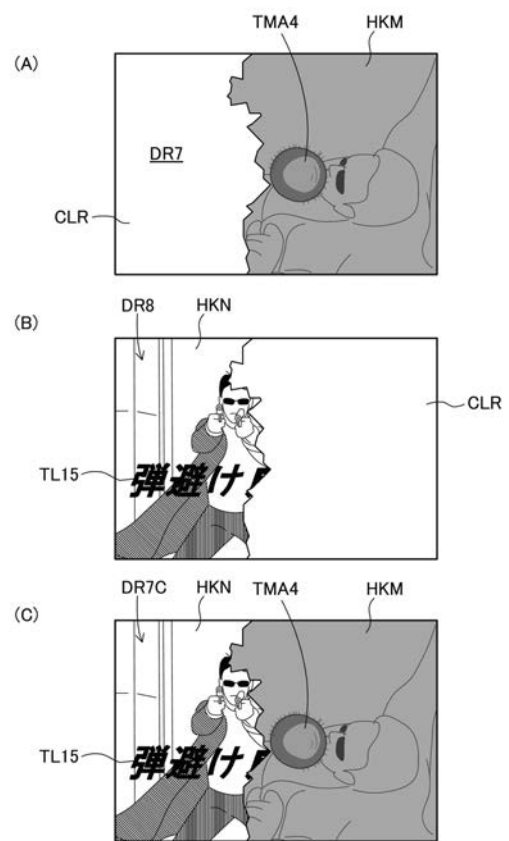 TMA4 HKM
(A)
DR7
CLR
(B)
DR8 HKN
CLR
TL15 弾避け
(C)
DR7C HKN TMA4 HKM
TL15 弾避け